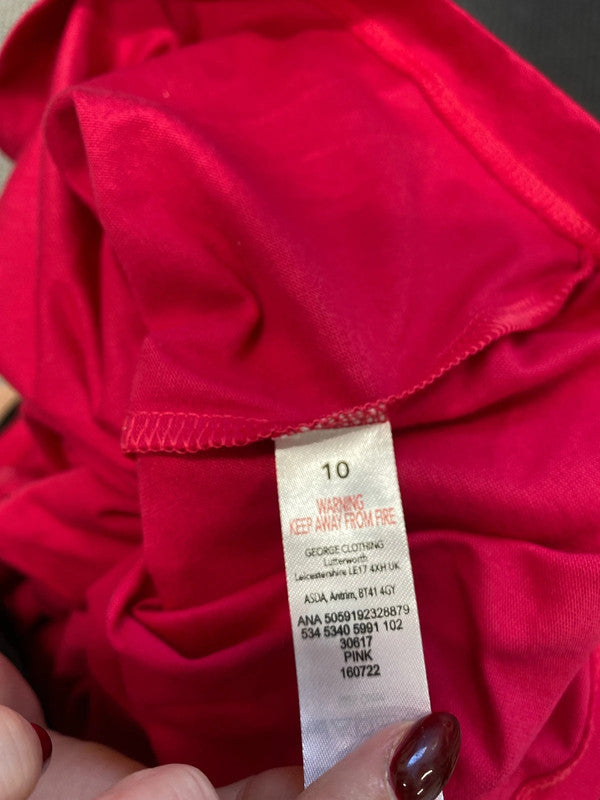 10
WARNING
KEEP AWAY FROM FIRE
GEORGE CLOTHING
Lutterworth
Leicestershire LE17 4XH UK
ASDA, Antrim, BT41 4GY
ANA 5059192328879
534 5340 5991 102
30617
PINK
160722